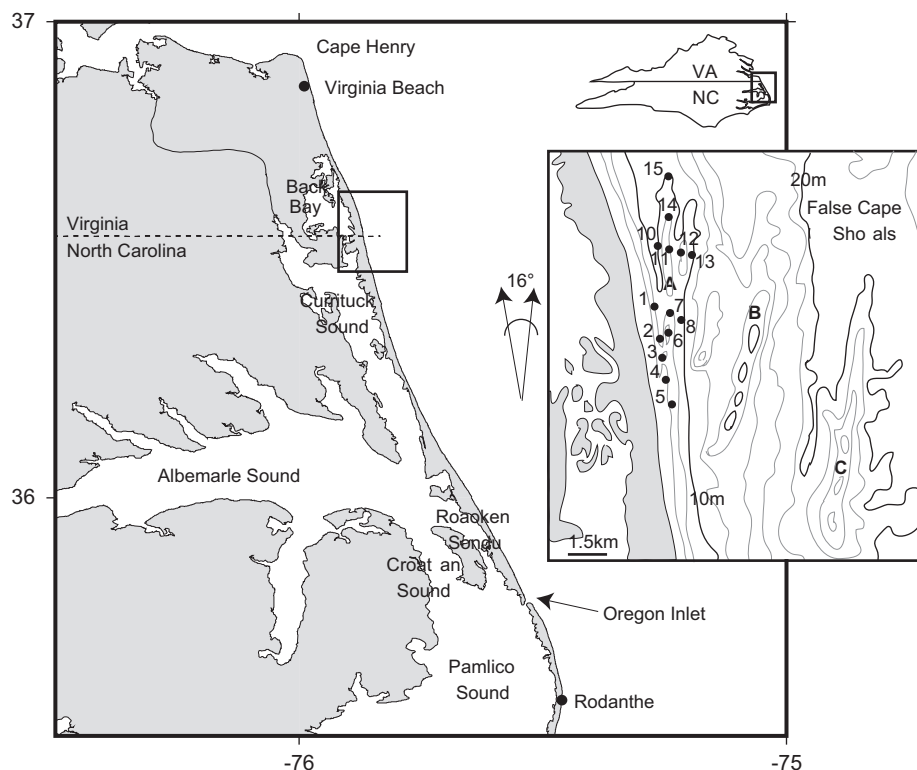 37
Cape Henry
Virginia Beach
VA
NC
Back
Bay
Virginia
North Carolina
Currituck
Sound
16°
Albemarle Sound
Roaoken
Sondu
Croat an
Sound
Oregon Inlet
Pamlico
Sound
Rodanthe
36
-76
-75
15
20m
14
False Cape
Sho als
10
12
11
13
A
1
7
B
2
8
6
3
4
5
C
10m
1.5km